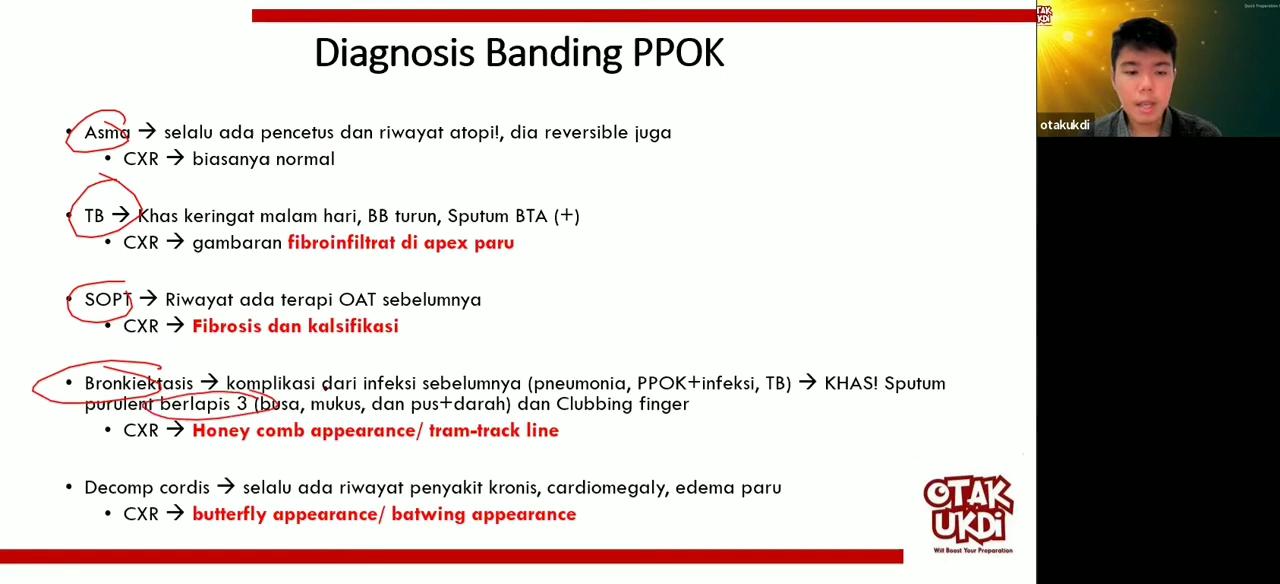 Diagnosis Banding PPOK
• Asma → selalu ada pencetus dan riwayat atopi!, dia reversible juga
• CXR → biasanya normal
• TB → Khas keringat malam hari, BB turun, Sputum BTA (+)
• CXR → gambaran fibroinfiltrat di apex paru
• SOPT → Riwayat ada terapi OAT sebelumnya
• CXR → Fibrosis dan kalsifikasi
• Bronkiektasis → komplikasi dari infeksi sebelumnya (pneumonia, PPOK+infeksi, TB) → KHAS! Sputum
purulent berlapis 3 (busa, mukus, dan pus+darah) dan Clubbing finger
• CXR → Honey comb appearance/ tram-track line
• Decomp cordis → selalu ada riwayat penyakit kronis, cardiomegaly, edema paru
• CXR → butterfly appearance/ batwing appearance
OTAK
UKDI
Will Boost Your Preparation
otakukdi